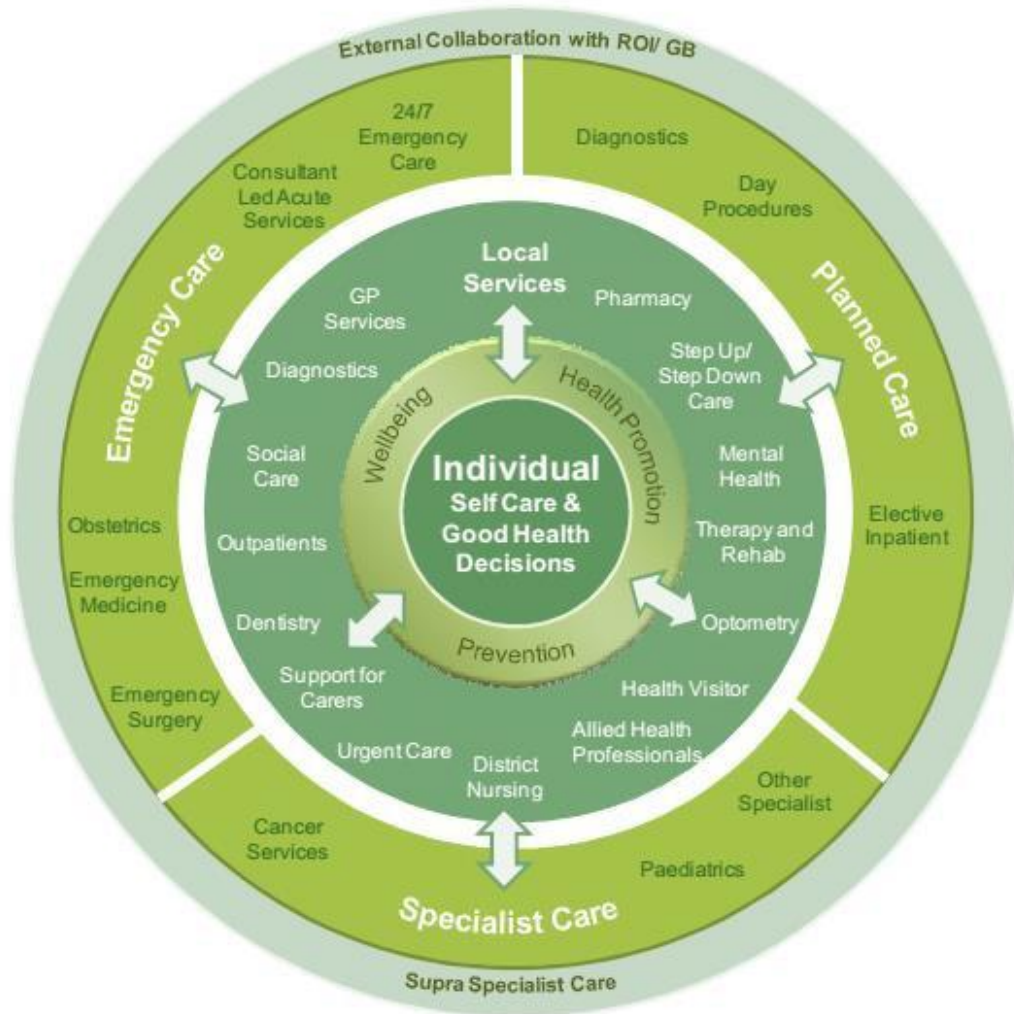 External Collaboration with ROI/ GB
24/7
Emergency
Care
Consultant
Led Acute
Services
Emergency Care
Obstetrics
Emergency
Medicine
Emergency
Surgery
Diagnostics
Day
Procedures
Planned Care
Elective
Inpatient
Other
Specialist
Paediatrics
Cancer
Services
Specialist Care
Supra Specialist Care
Local
Services
GP
Services
Diagnostics
Social
Care
Outpatients
Dentistry
Support for
Carers
Urgent Care
District
Nursing
Allied Health
Professionals
Health Visitor
Optometry
Therapy and
Rehab
Mental
Health
Step Up/
Step Down
Care
Pharmacy
Wellbeing
Health Promotion
Prevention
Individual
Self Care &
Good Health
Decisions